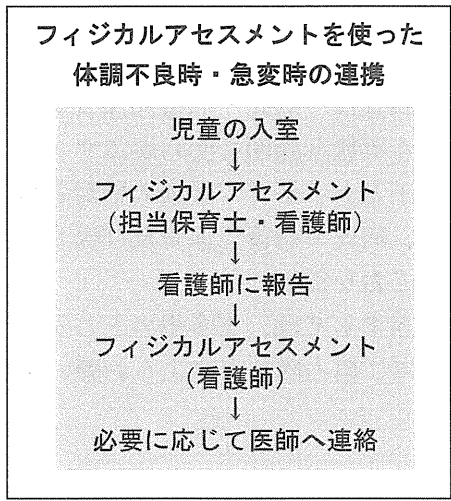 フィジカルアセスメントを使った
体調不良時・急変時の連携
児童の入室
↓
フィジカルアセスメント
(担当保育士・看護師)
↓
看護師に報告
↓
フィジカルアセスメント
(看護師)
↓
必要に応じて医師へ連絡